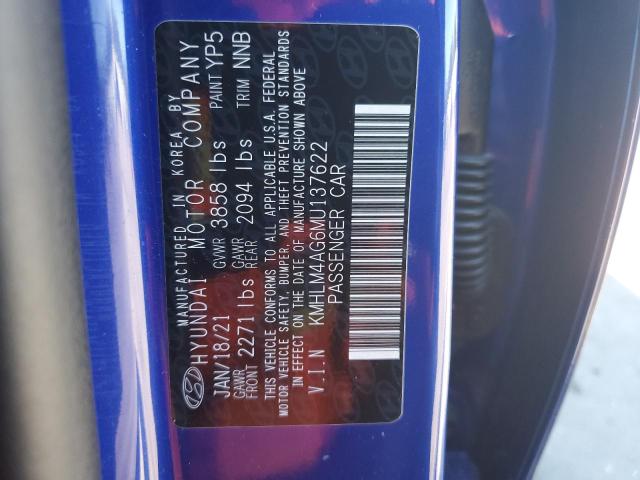 MANUFACTURED IN KOREA BY
HYUNDAI MOTOR COMPANY
JAN/18/21 GVWR 3858 lbs PAINT YP5
GAWR FRONT 2271 lbs GAWR REAR 2094 lbs TRIM NNB
THIS VEHICLE CONFORMS TO ALL APPLICABLE U.S.A. FEDERAL
MOTOR VEHICLE SAFETY, BUMPER, AND THEFT PREVENTION STANDARDS
IN EFFECT ON THE DATE OF MANUFACTURE SHOWN ABOVE
V.I.N KMHLM4AG6MU137622
PASSENGER CAR